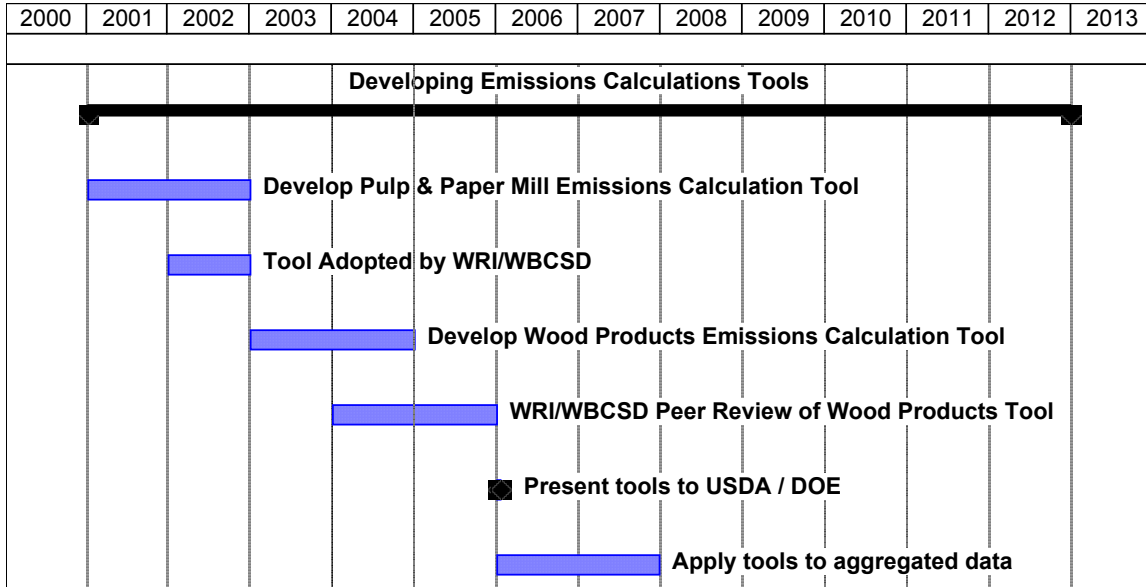 2000 2001 2002 2003 2004 2005 2006 2007 2008 2009 2010 2011 2012 2013
Developing Emissions Calculations Tools
Develop Pulp & Paper Mill Emissions Calculation Tool
Tool Adopted by WRI/WBCSD
Develop Wood Products Emissions Calculation Tool
WRI/WBCSD Peer Review of Wood Products Tool
Present tools to USDA / DOE
Apply tools to aggregated data